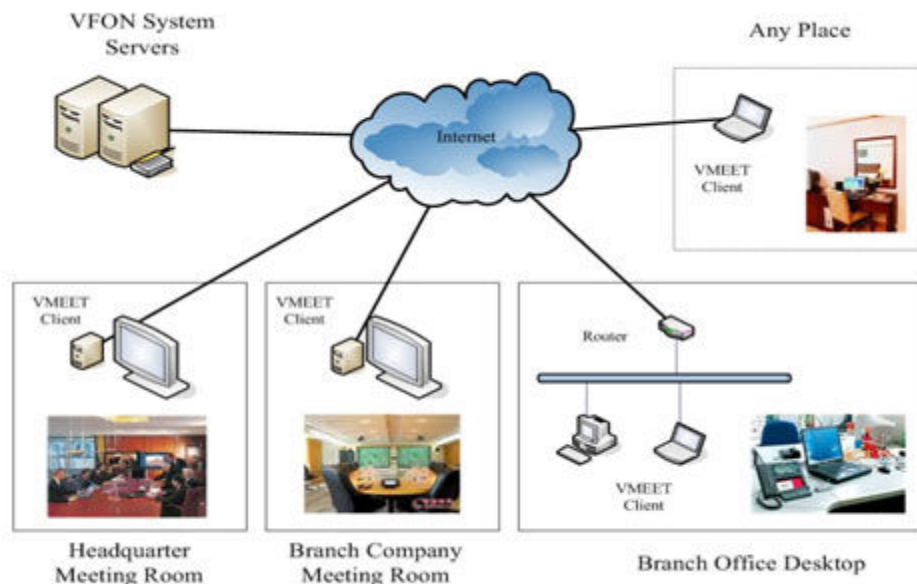 VFON System
Servers
Any Place
Internet
VMEET
Client
VMEET
Client
VMEET
Client
Router
VMEET
Client
Headquarter
Meeting Room
Branch Company
Meeting Room
Branch Office Desktop